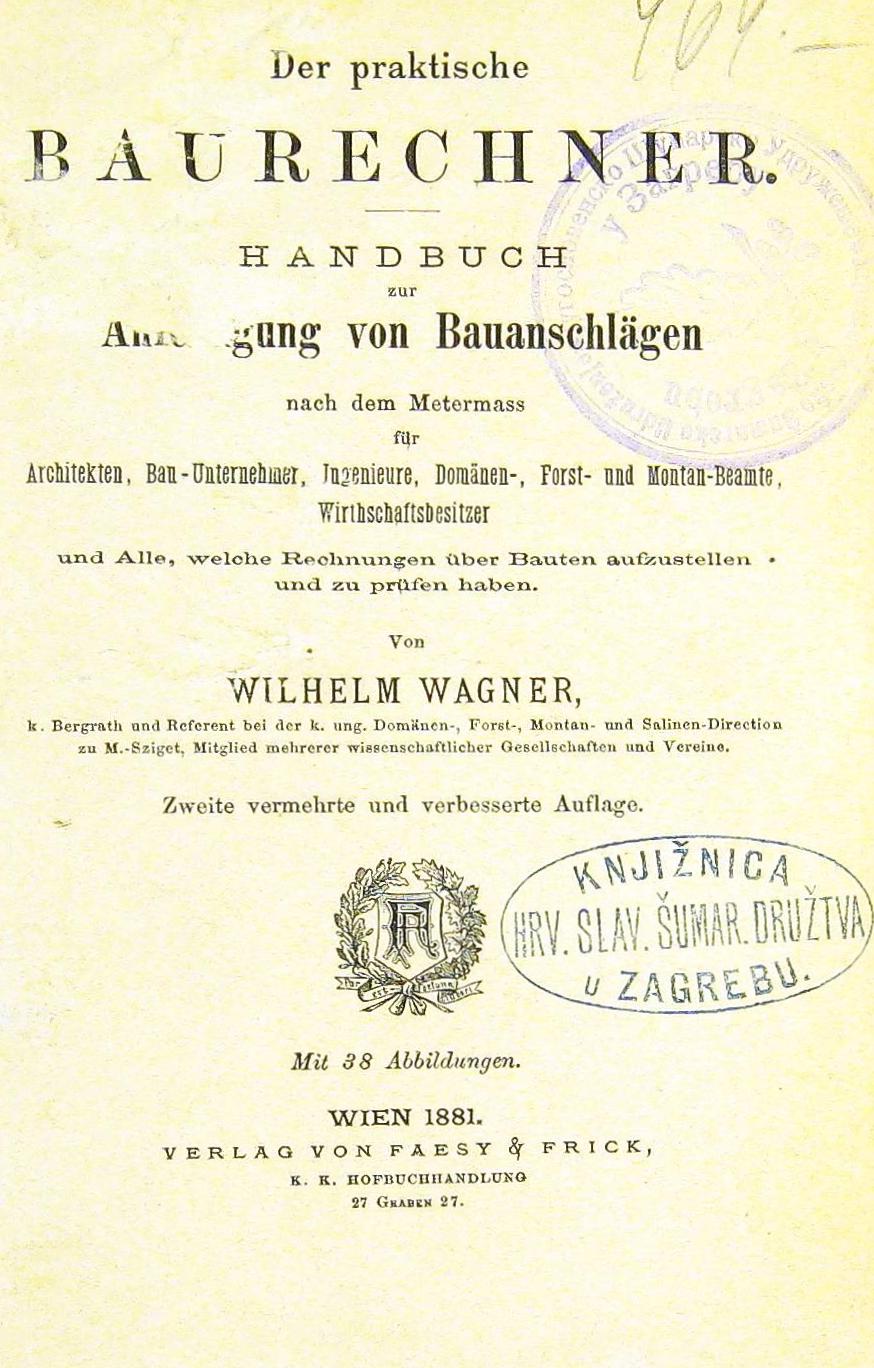 Der praktische
BAURECHNER.
HANDBUCH
zur
von Bauanschlägen
nach dem Metermass
für
Architekten, Bau-Unternehmer, Ingenieure, Domänen-, Forst- und Montan-Beamte,
Wirthschaftsbesitzer
und Alle, welche Rechnungen über Bauten aufzustellen
und zu prüfen haben.
Von
WILHELM WAGNER,
k. Bergrath und Referent bei der k. ung. Domänen-, Forst-, Montan- und Salinen-Direction
zu M.-Sziget, Mitglied mehrerer wissenschaftlicher Gesellschaften und Vereine.
Zweite vermehrte und verbesserte Auflage.
KNJIŽNICA
HRV. SLAV. ŠUMAR. DRUŽTVA
U ZAGREBU.
Mit 38 Abbildungen.
WIEN 1881.
VERLAG VON FAESY & FRICK,
K. K. HOFBUCHHANDLUNG
27 GRABEN 27.